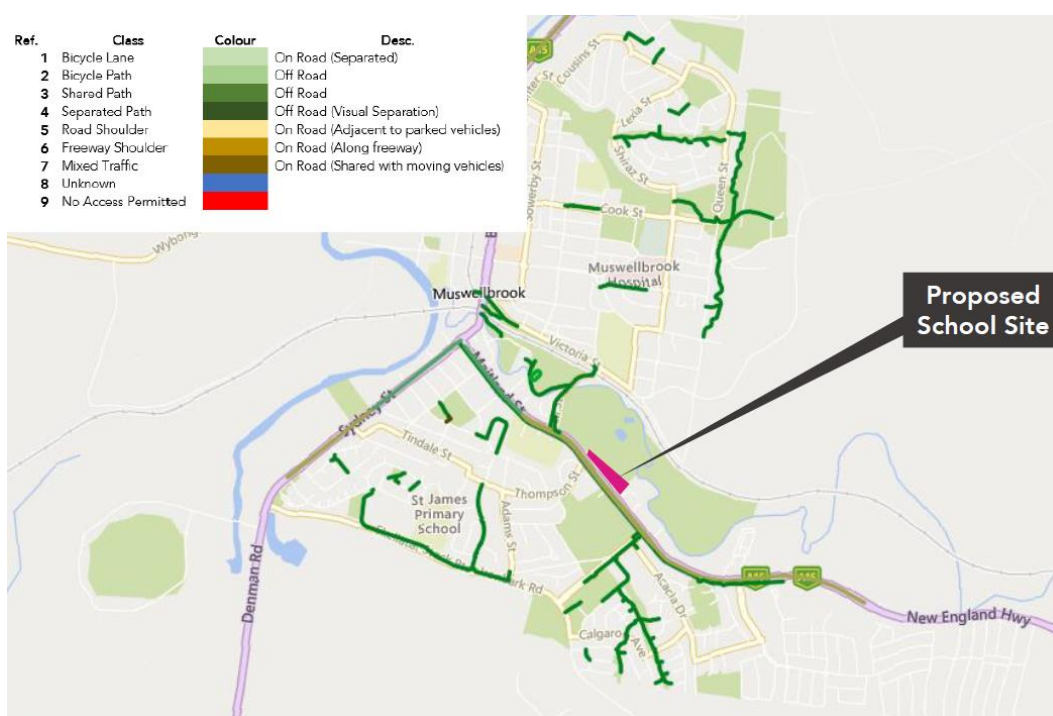 Ref. Class Colour Desc.
1 Bicycle Lane On Road (Separated)
2 Bicycle Path Off Road
3 Shared Path Off Road
4 Separated Path Off Road (Visual Separation)
5 Road Shoulder On Road (Adjacent to parked vehicles)
6 Freeway Shoulder On Road (Along freeway)
7 Mixed Traffic On Road (Shared with moving vehicles)
8 Unknown
9 No Access Permitted
Cousins St
Lexia St
Shiraz St
Queen St
Sowerby St
Cook St
Wybong
Muswellbrook
Hospital
Muswellbrook
Proposed
School Site
Victoria St
Maitland St
Sydney St
Tindale St
Thompson St
St James
Primary
School
Adams St
Denman Rd
Acacia Dr
Calgaroo Ave
New England Hwy